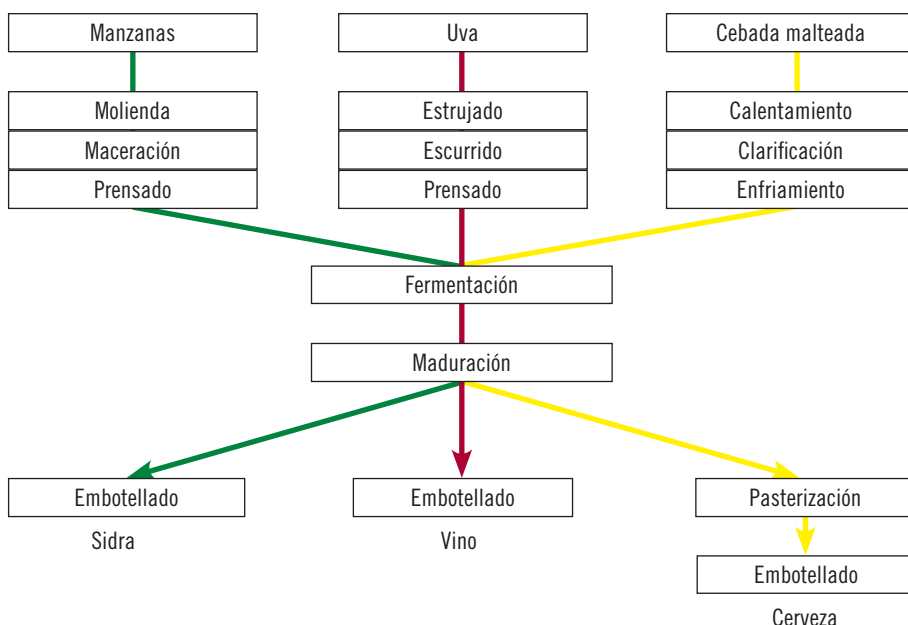 Manzanas
Uva
Cebada malteada
Molienda
Estrujado
Calentamiento
Maceración
Escurrido
Clarificación
Prensado
Prensado
Enfriamiento
Fermentación
Maduración
Embotellado
Embotellado
Pasterización
Sidra
Vino
Embotellado
Cerveza